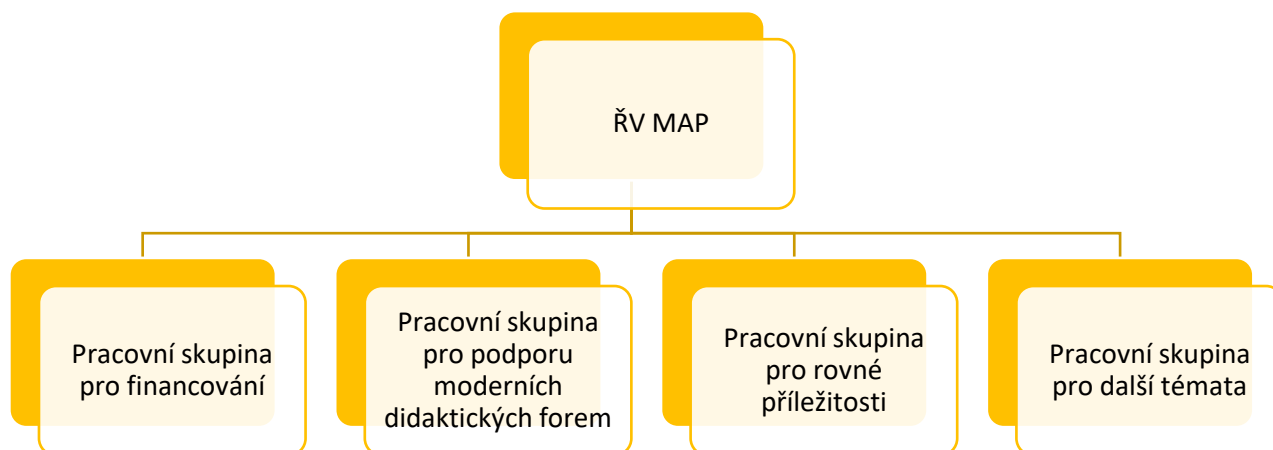 ŘV MAP
Pracovní skupina
pro financování
Pracovní skupina
pro podporu
moderních
didaktických forem
Pracovní skupina
pro rovné
příležitosti
Pracovní skupina
pro další témata